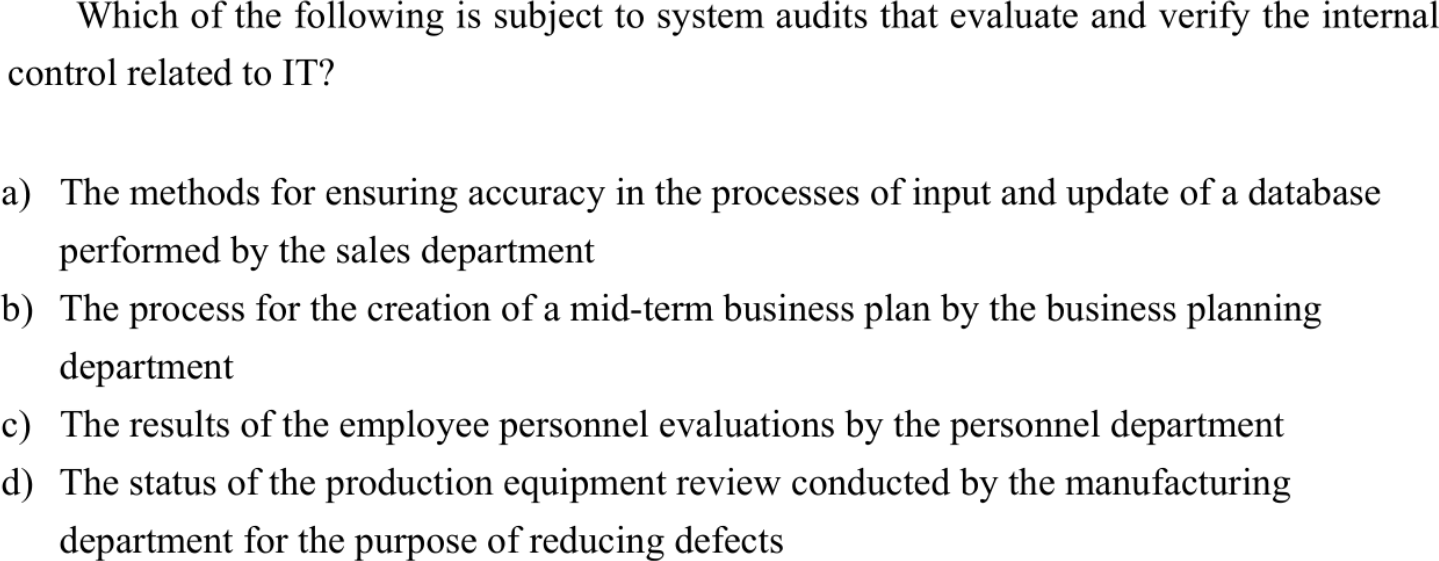 Which of the following is subject to system audits that evaluate and verify the internal
control related to IT?
a) The methods for ensuring accuracy in the processes of input and update of a database
performed by the sales department
b) The process for the creation of a mid-term business plan by the business planning
department
c) The results of the employee personnel evaluations by the personnel department
d) The status of the production equipment review conducted by the manufacturing
department for the purpose of reducing defects